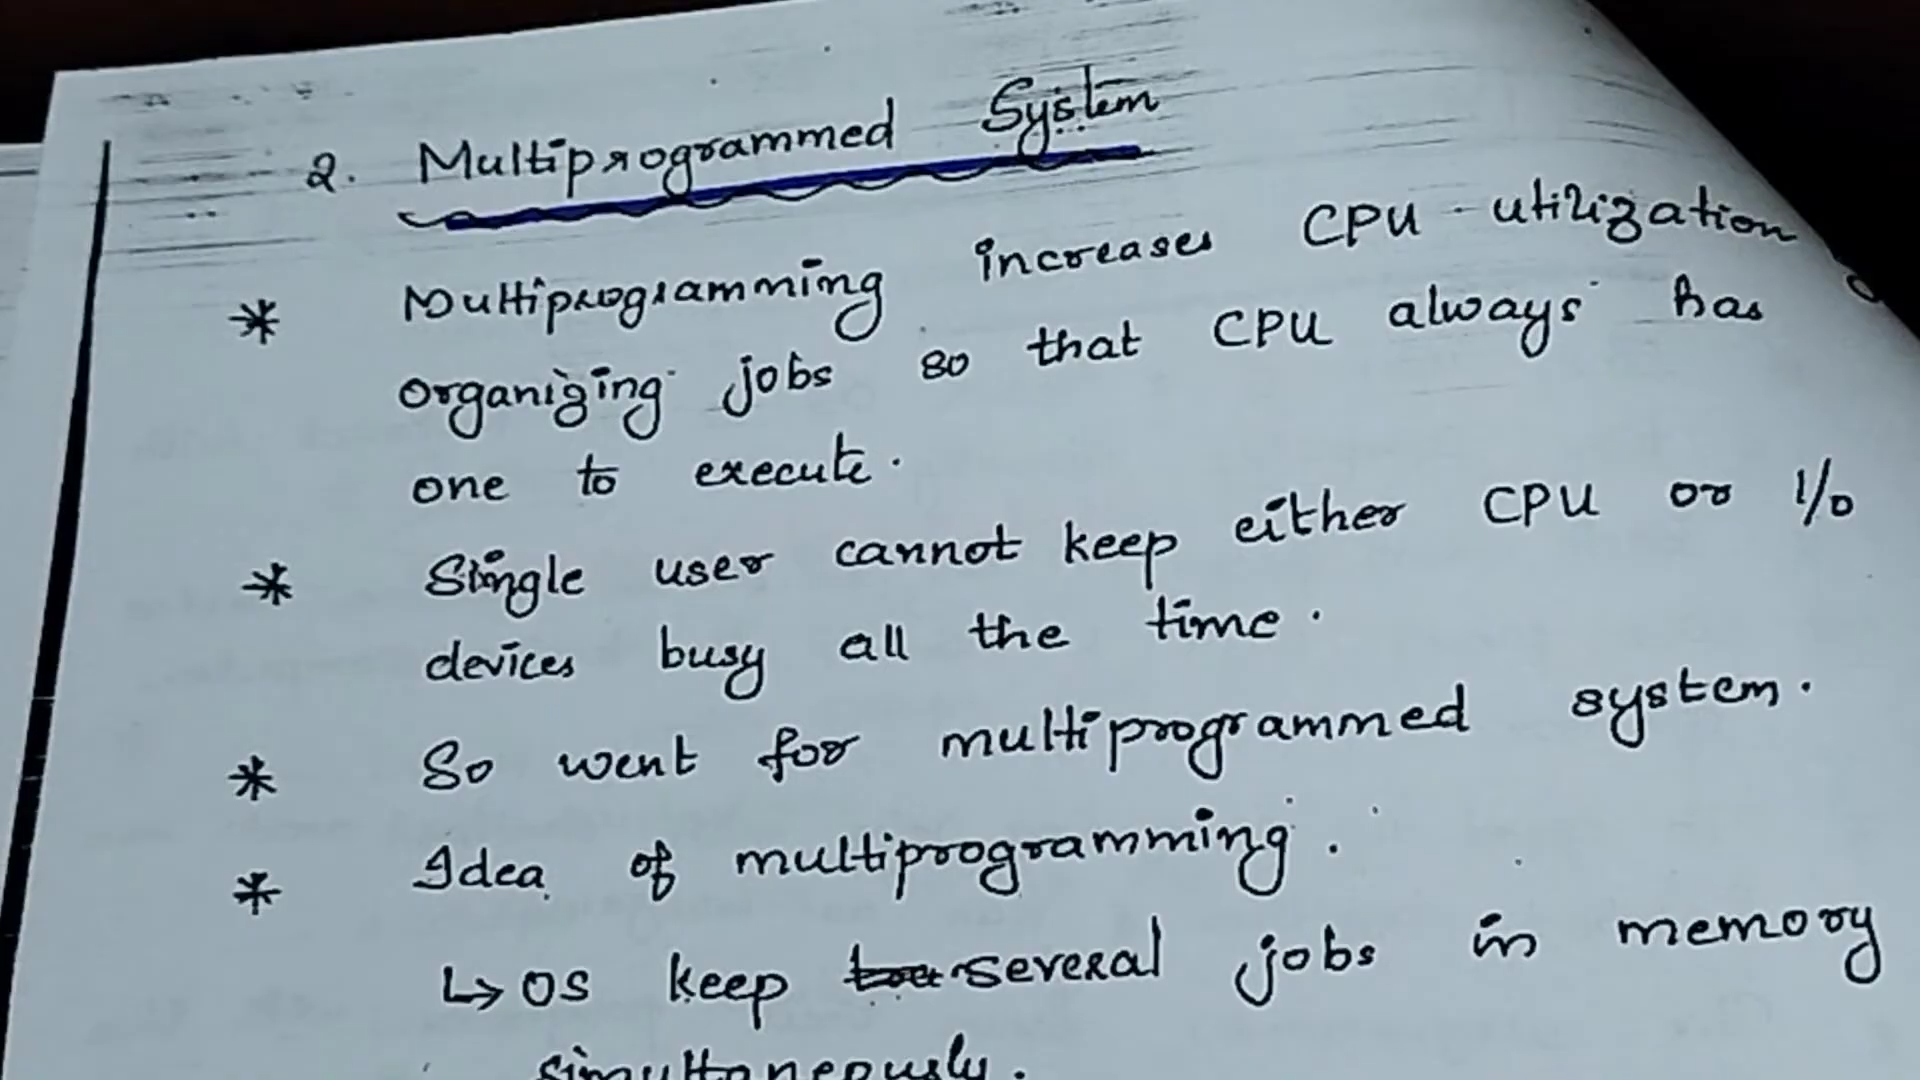 2. Multiprogrammed System
* Multiprogramming increases CPU utilization
organizing jobs so that CPU always has
one to execute.
* Single user cannot keep either CPU or I/O
devices busy all the time.
* So went for multiprogrammed system.
* Idea of multiprogramming.
↳ OS keep several jobs in memory
simultaneously.